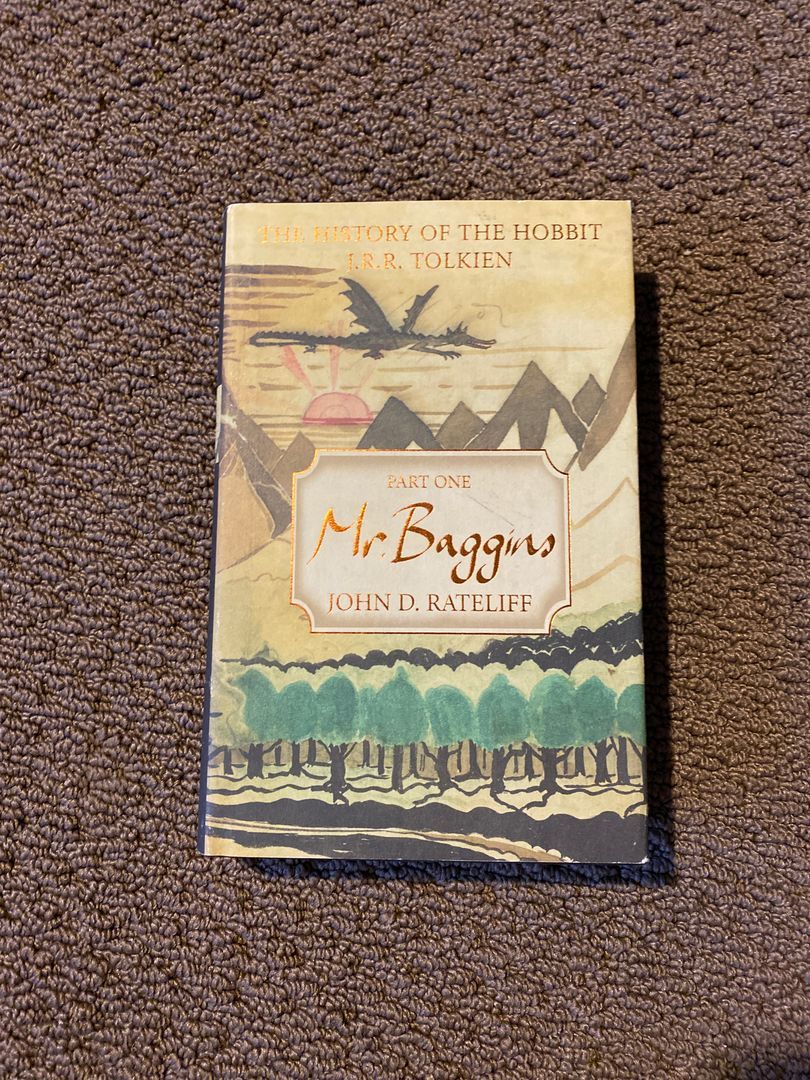 THE HISTORY OF THE HOBBIT
J.R.R. TOLKIEN
PART ONE
Mr. Baggins
JOHN D. RATELIFF